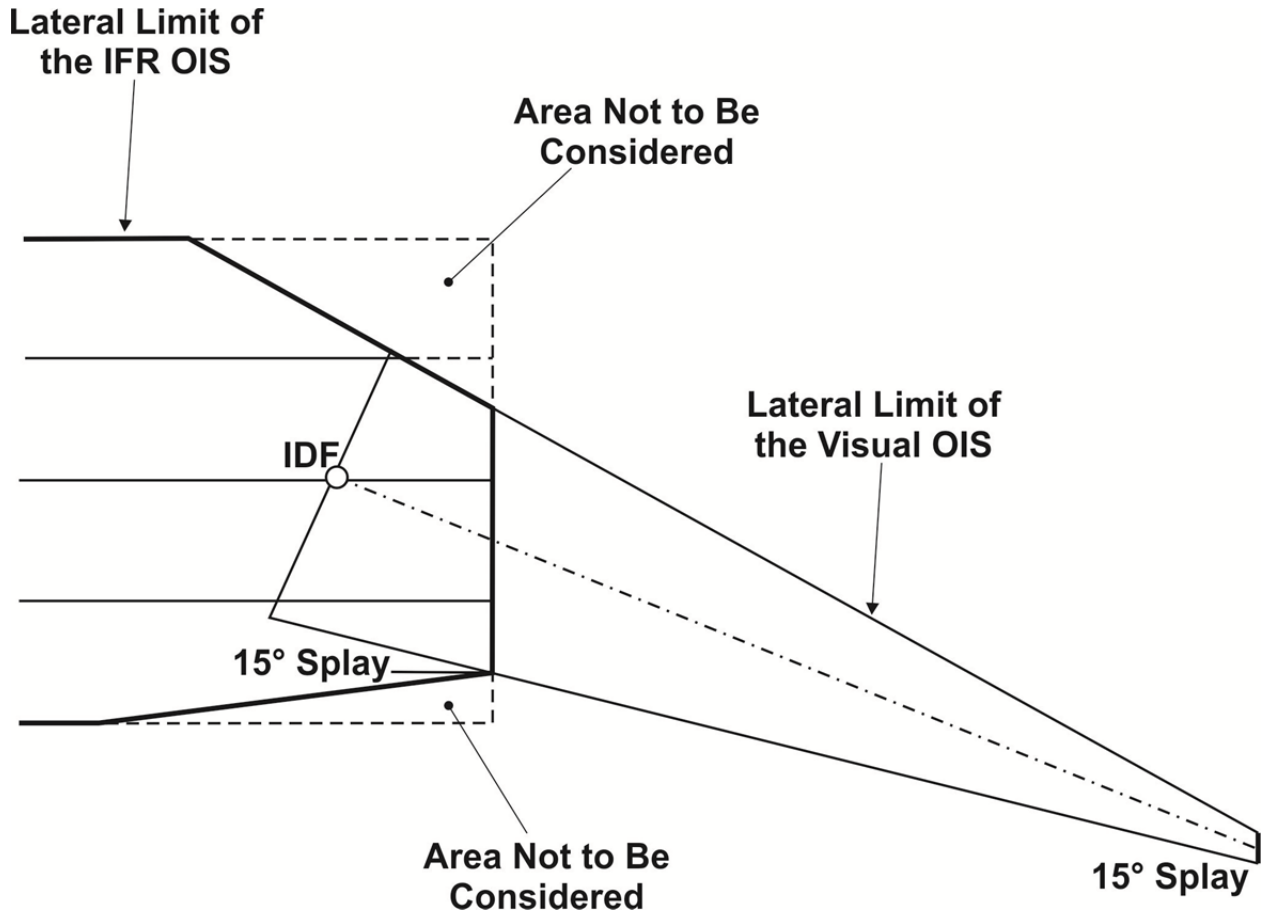 Lateral Limit of
the IFR OIS
Area Not to Be
Considered
Lateral Limit of
the Visual OIS
IDF
15° Splay
Area Not to Be
Considered
15° Splay